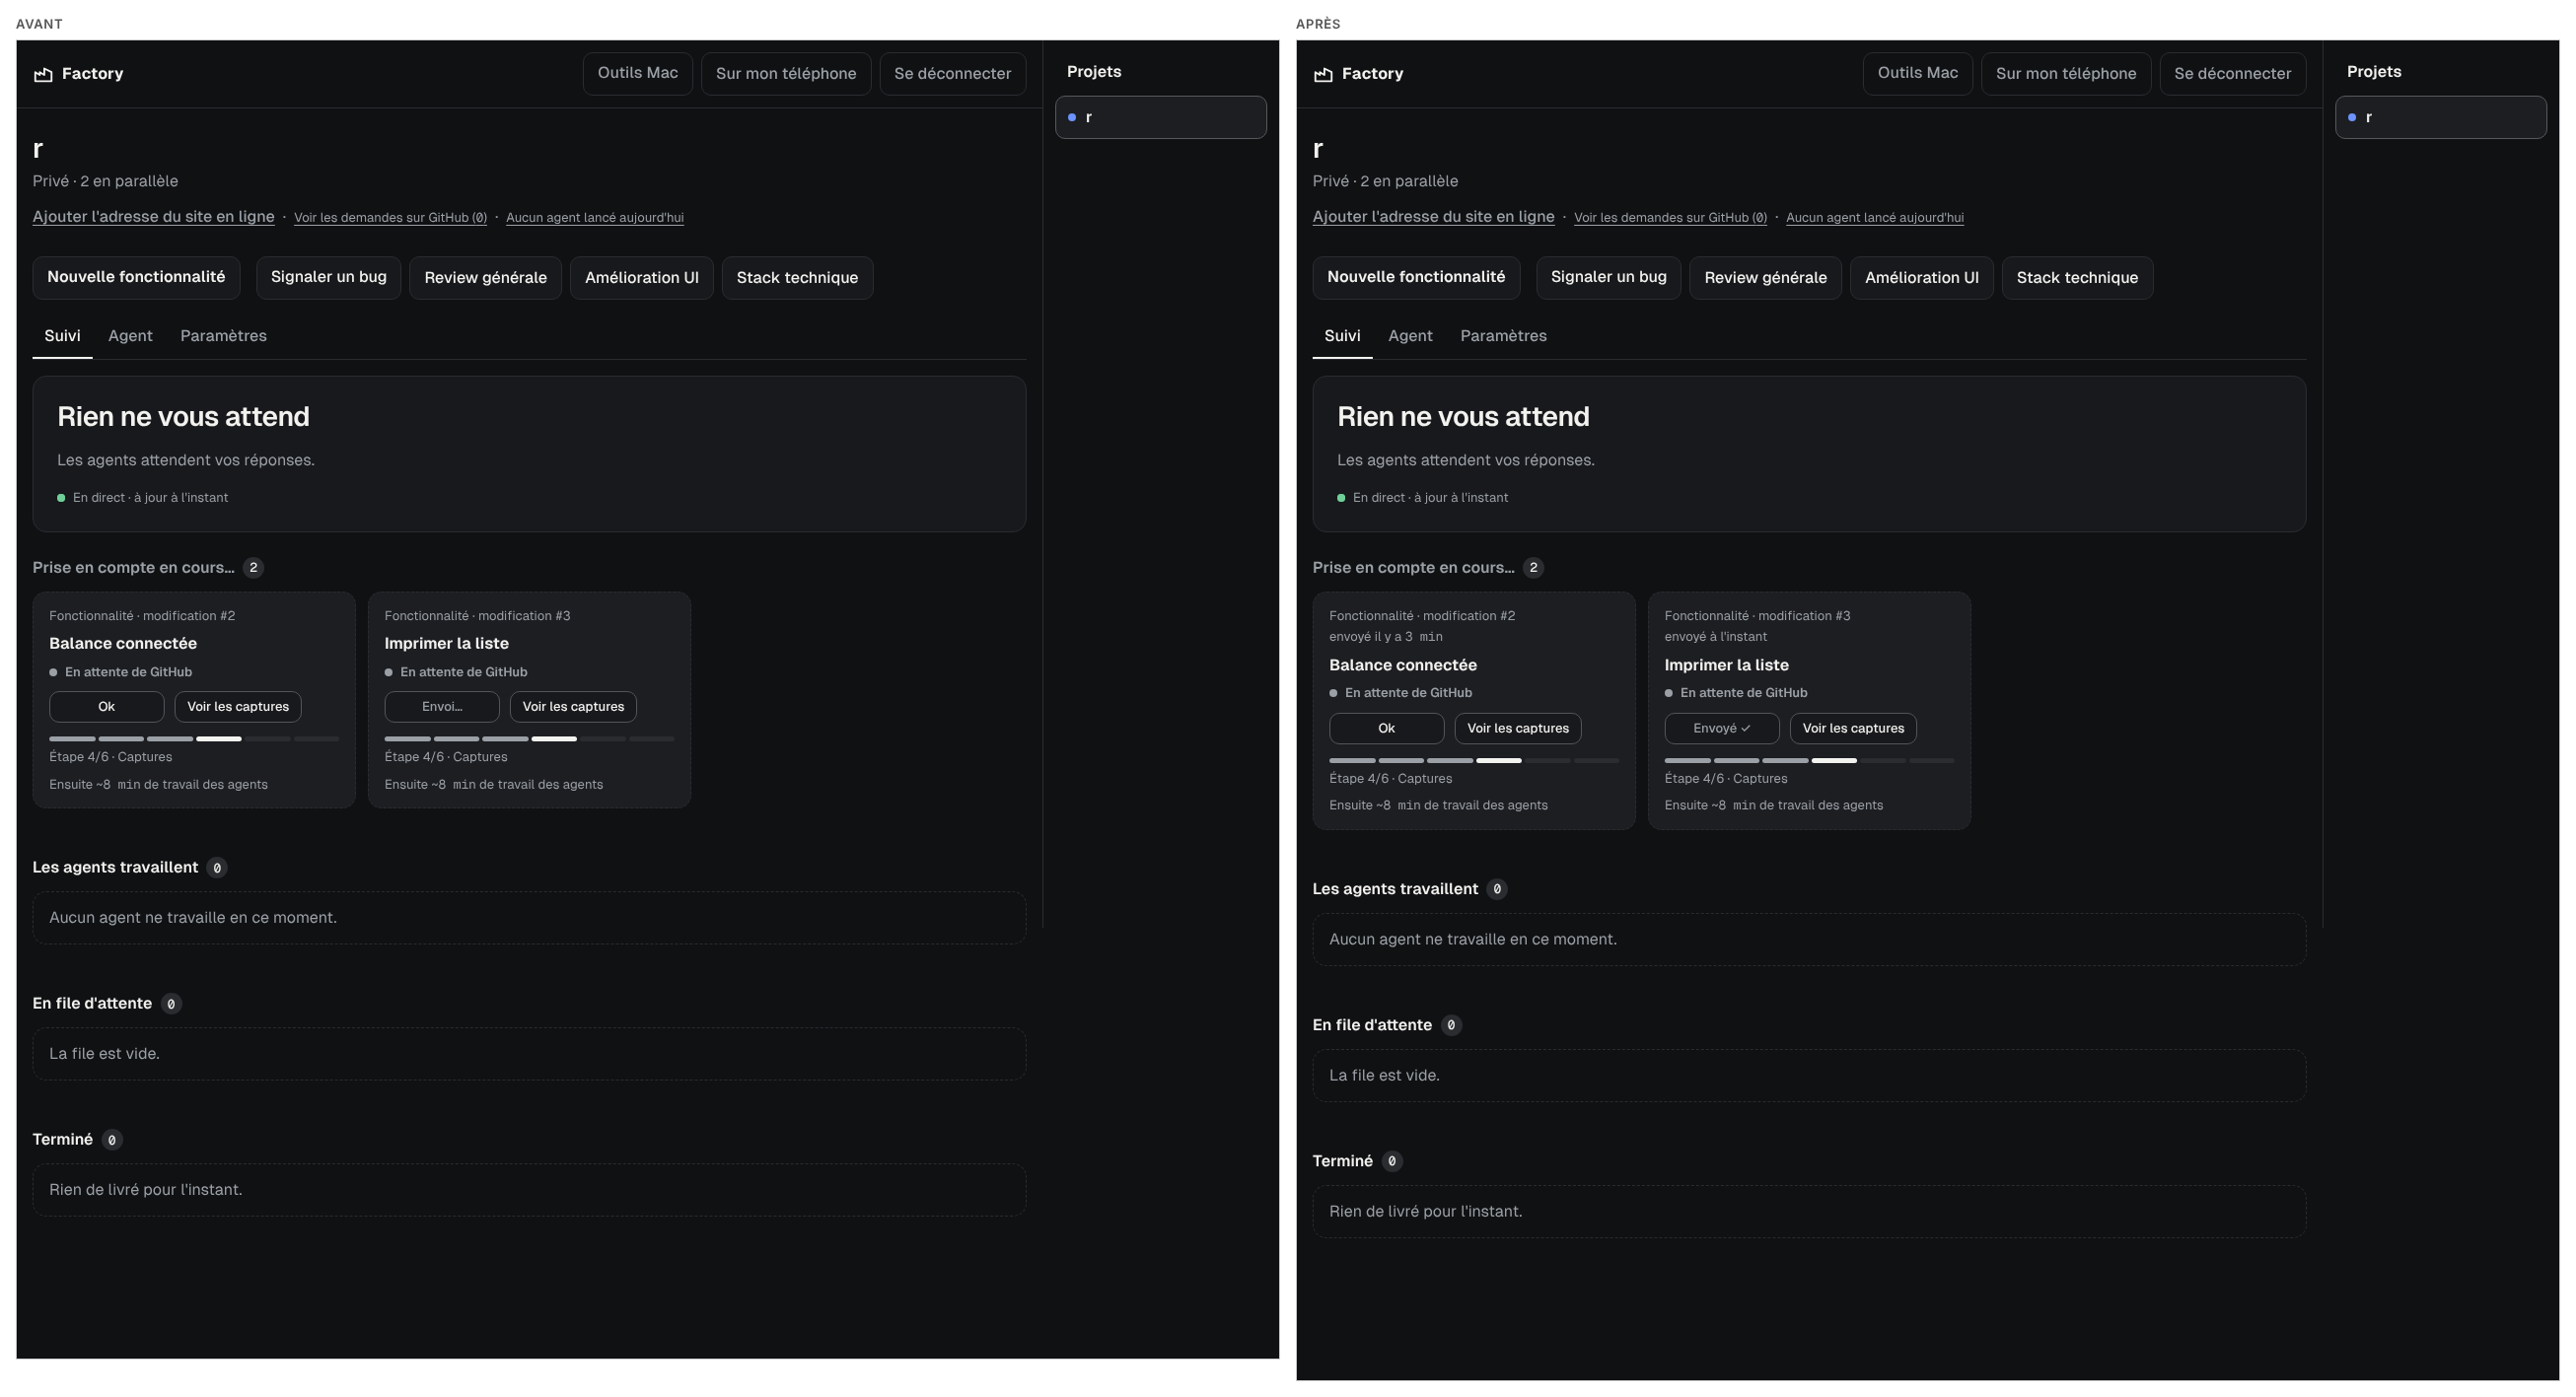 AVANT
Factory
Outils Mac
Sur mon téléphone
Se déconnecter
Projets
r
r
Privé · 2 en parallèle
Ajouter l'adresse du site en ligne · Voir les demandes sur GitHub (0) · Aucun agent lancé aujourd'hui
Nouvelle fonctionnalité
Signaler un bug
Review générale
Amélioration UI
Stack technique
Suivi
Agent
Paramètres
Rien ne vous attend
Les agents attendent vos réponses.
En direct · à jour à l'instant
Prise en compte en cours… 2
Fonctionnalité · modification #2
Balance connectée
En attente de GitHub
Ok
Voir les captures
Étape 4/6 · Captures
Ensuite ~8 min de travail des agents
Fonctionnalité · modification #3
Imprimer la liste
En attente de GitHub
Envoi…
Voir les captures
Étape 4/6 · Captures
Ensuite ~8 min de travail des agents
Les agents travaillent 0
Aucun agent ne travaille en ce moment.
En file d'attente 0
La file est vide.
Terminé 0
Rien de livré pour l'instant.
APRÈS
Factory
Outils Mac
Sur mon téléphone
Se déconnecter
Projets
r
r
Privé · 2 en parallèle
Ajouter l'adresse du site en ligne · Voir les demandes sur GitHub (0) · Aucun agent lancé aujourd'hui
Nouvelle fonctionnalité
Signaler un bug
Review générale
Amélioration UI
Stack technique
Suivi
Agent
Paramètres
Rien ne vous attend
Les agents attendent vos réponses.
En direct · à jour à l'instant
Prise en compte en cours… 2
Fonctionnalité · modification #2
envoyé il y a 3 min
Balance connectée
En attente de GitHub
Ok
Voir les captures
Étape 4/6 · Captures
Ensuite ~8 min de travail des agents
Fonctionnalité · modification #3
envoyé à l'instant
Imprimer la liste
En attente de GitHub
Envoyé ✓
Voir les captures
Étape 4/6 · Captures
Ensuite ~8 min de travail des agents
Les agents travaillent 0
Aucun agent ne travaille en ce moment.
En file d'attente 0
La file est vide.
Terminé 0
Rien de livré pour l'instant.